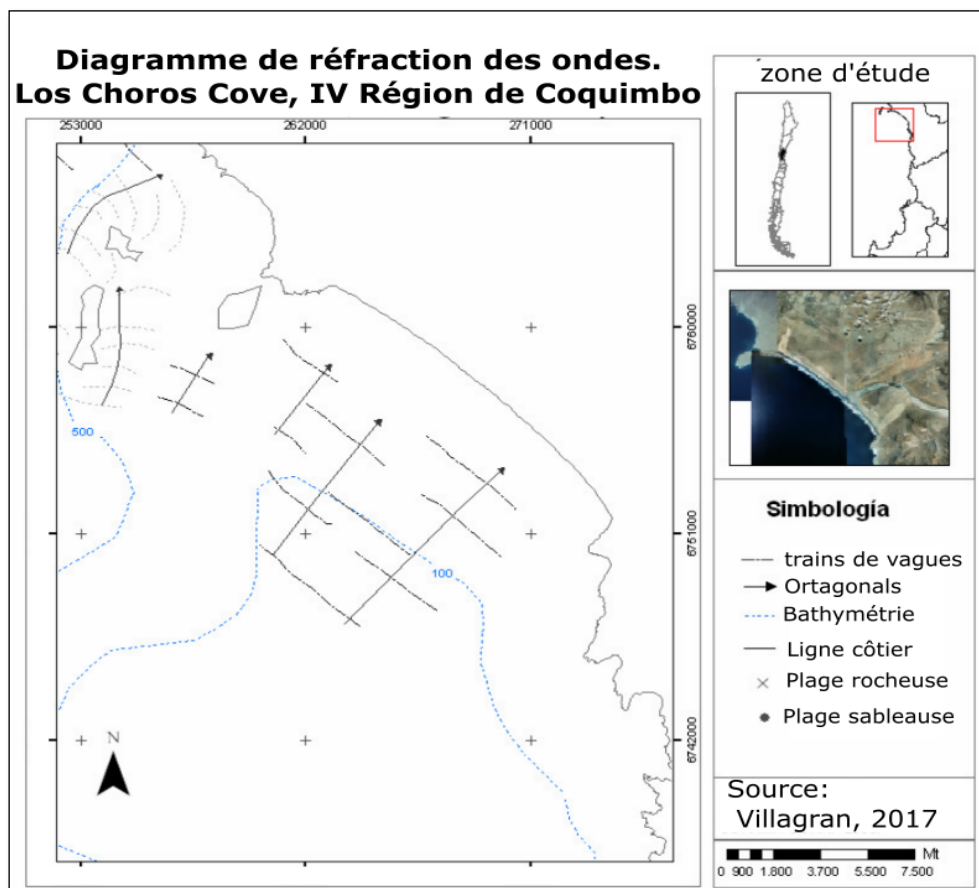 Diagramme de réfraction des ondes.
Los Choros Cove, IV Région de Coquimbo
253000 262000 271000
6760000
6751000
6742000
500
100
N
zone d'étude
Simbología
trains de vagues
Ortagonals
Bathymétrie
Ligne côtier
Plage rocheuse
Plage sableause
Source:
Villagran, 2017
Mt
0 900 1.800 3.700 5.500 7.500